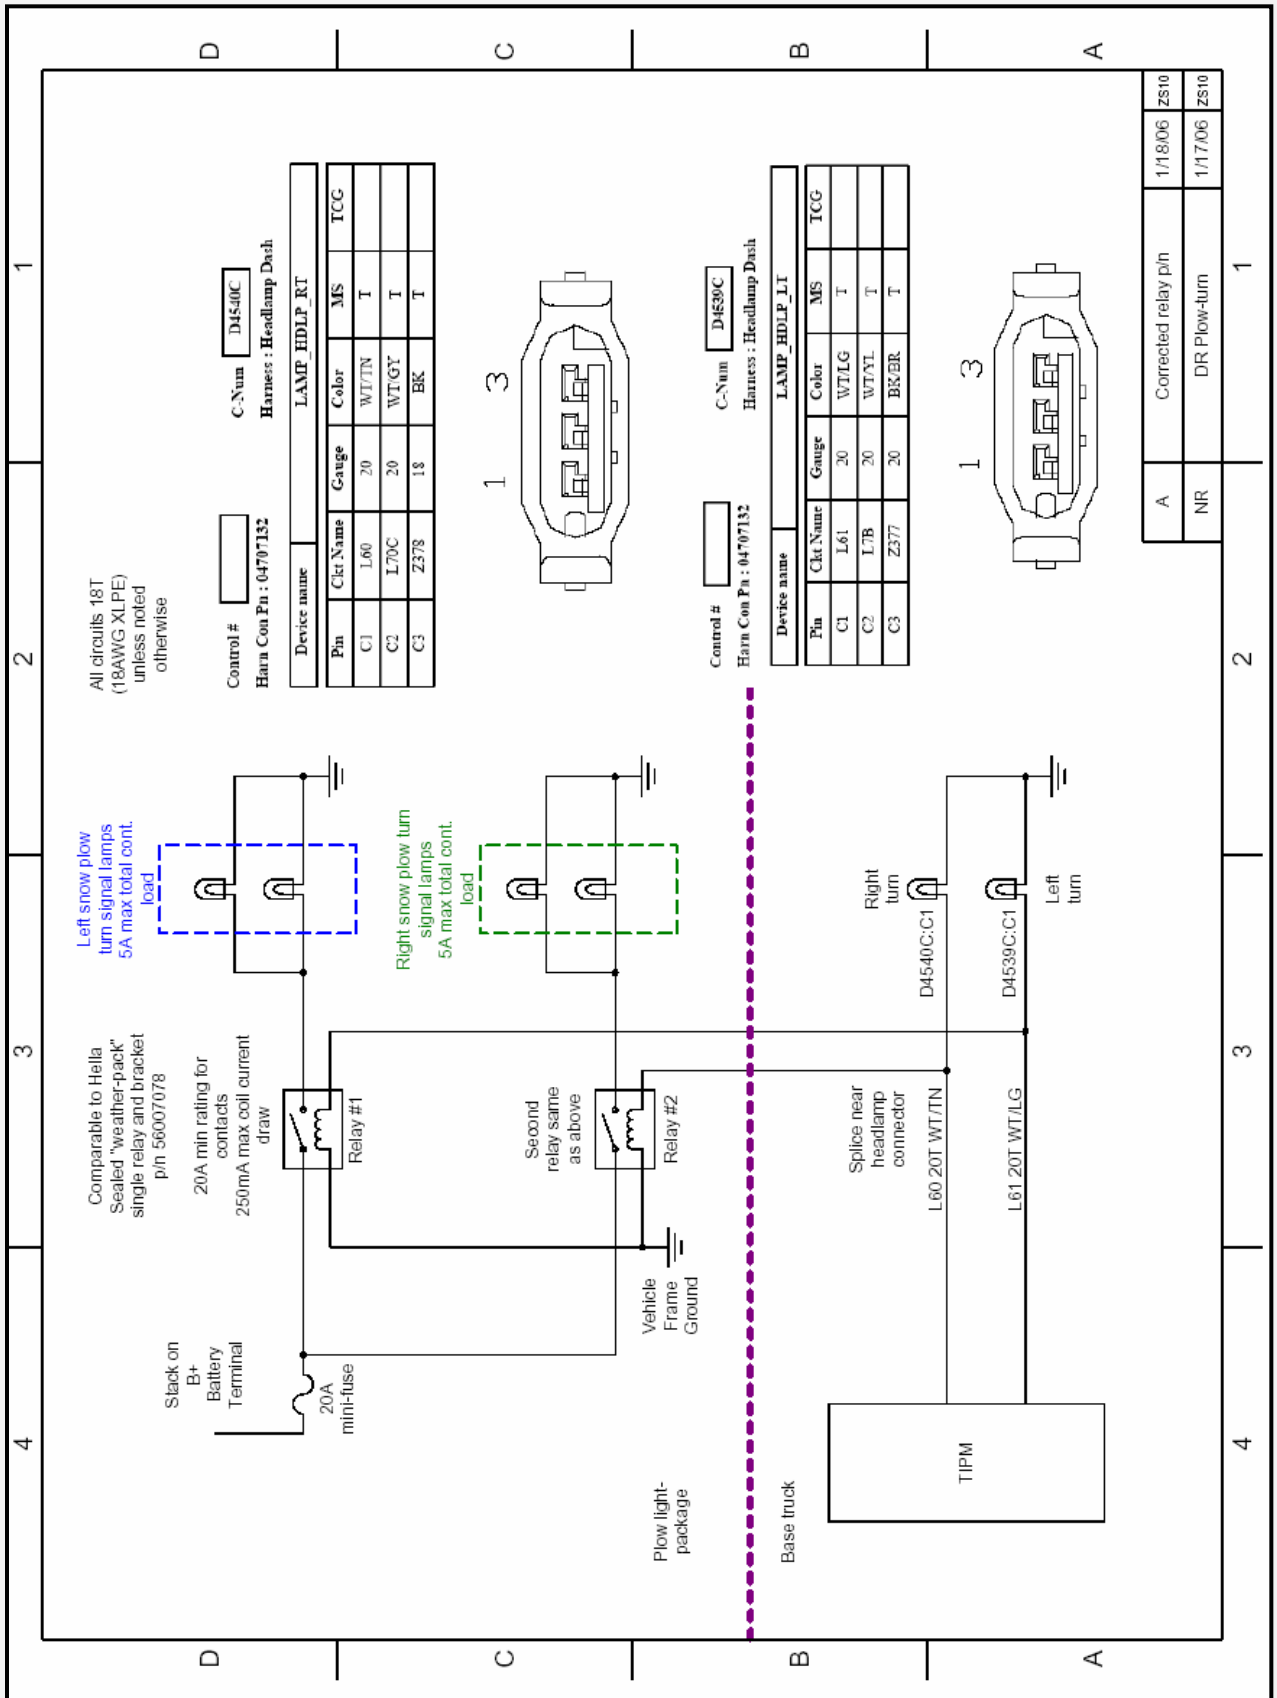 4
3
2
1
D
C
B
A
Stack on
B+
Battery
Terminal
20A
mini-fuse
Comparable to Hella
Sealed "weather-pack"
single relay and bracket
p/n 56007078
20A min rating for
contacts
250mA max coil current
draw
Relay #1
Left snow plow
turn signal lamps
5A max total cont.
load
All circuits 18T
(18AWG XLPE)
unless noted
otherwise
Control #
C-Num D4540C
Harn Con Pn : 04707132
Harness : Headlamp Dash
Device name LAMP_HDLP_RT
Pin Ckt Name Gauge Color MS TCG
C1 L60 20 WT/TN T
C2 L70C 20 WT/GY T
C3 Z378 18 BK T
1 3
Second
relay same
as above
Relay #2
Right snow plow turn
signal lamps
5A max total cont.
load
Vehicle
Frame
Ground
Plow light-
package
Control #
C-Num D4539C
Harn Con Pn : 04707132
Harness : Headlamp Dash
Device name LAMP_HDLP_LT
Pin Ckt Name Gauge Color MS TCG
C1 L61 20 WT/LG T
C2 L7B 20 WT/YL T
C3 Z377 20 BK/BR T
1 3
Base truck
TIPM
Splice near
headlamp
connector
L60 20T WT/TN
L61 20T WT/LG
Right
turn
D4540C:C1
D4539C:C1
Left
turn
A Corrected relay p/n 1/18/06 ZS10
NR DR Plow-turn 1/17/06 ZS10
D
C
B
A
4
3
2
1